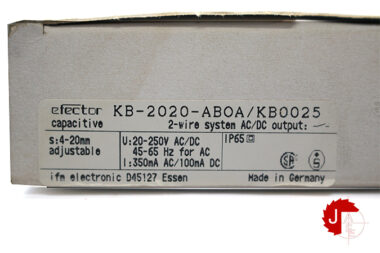 efector KB-2020-ABOA/KB0025
capacitive 2-wire system AC/DC output:
s:4-20mm adjustable
U:20-250V AC/DC
45-65 Hz for AC
I:350mA AC/100mA DC
IP65
ifm electronic D45127 Essen
Made in Germany
J